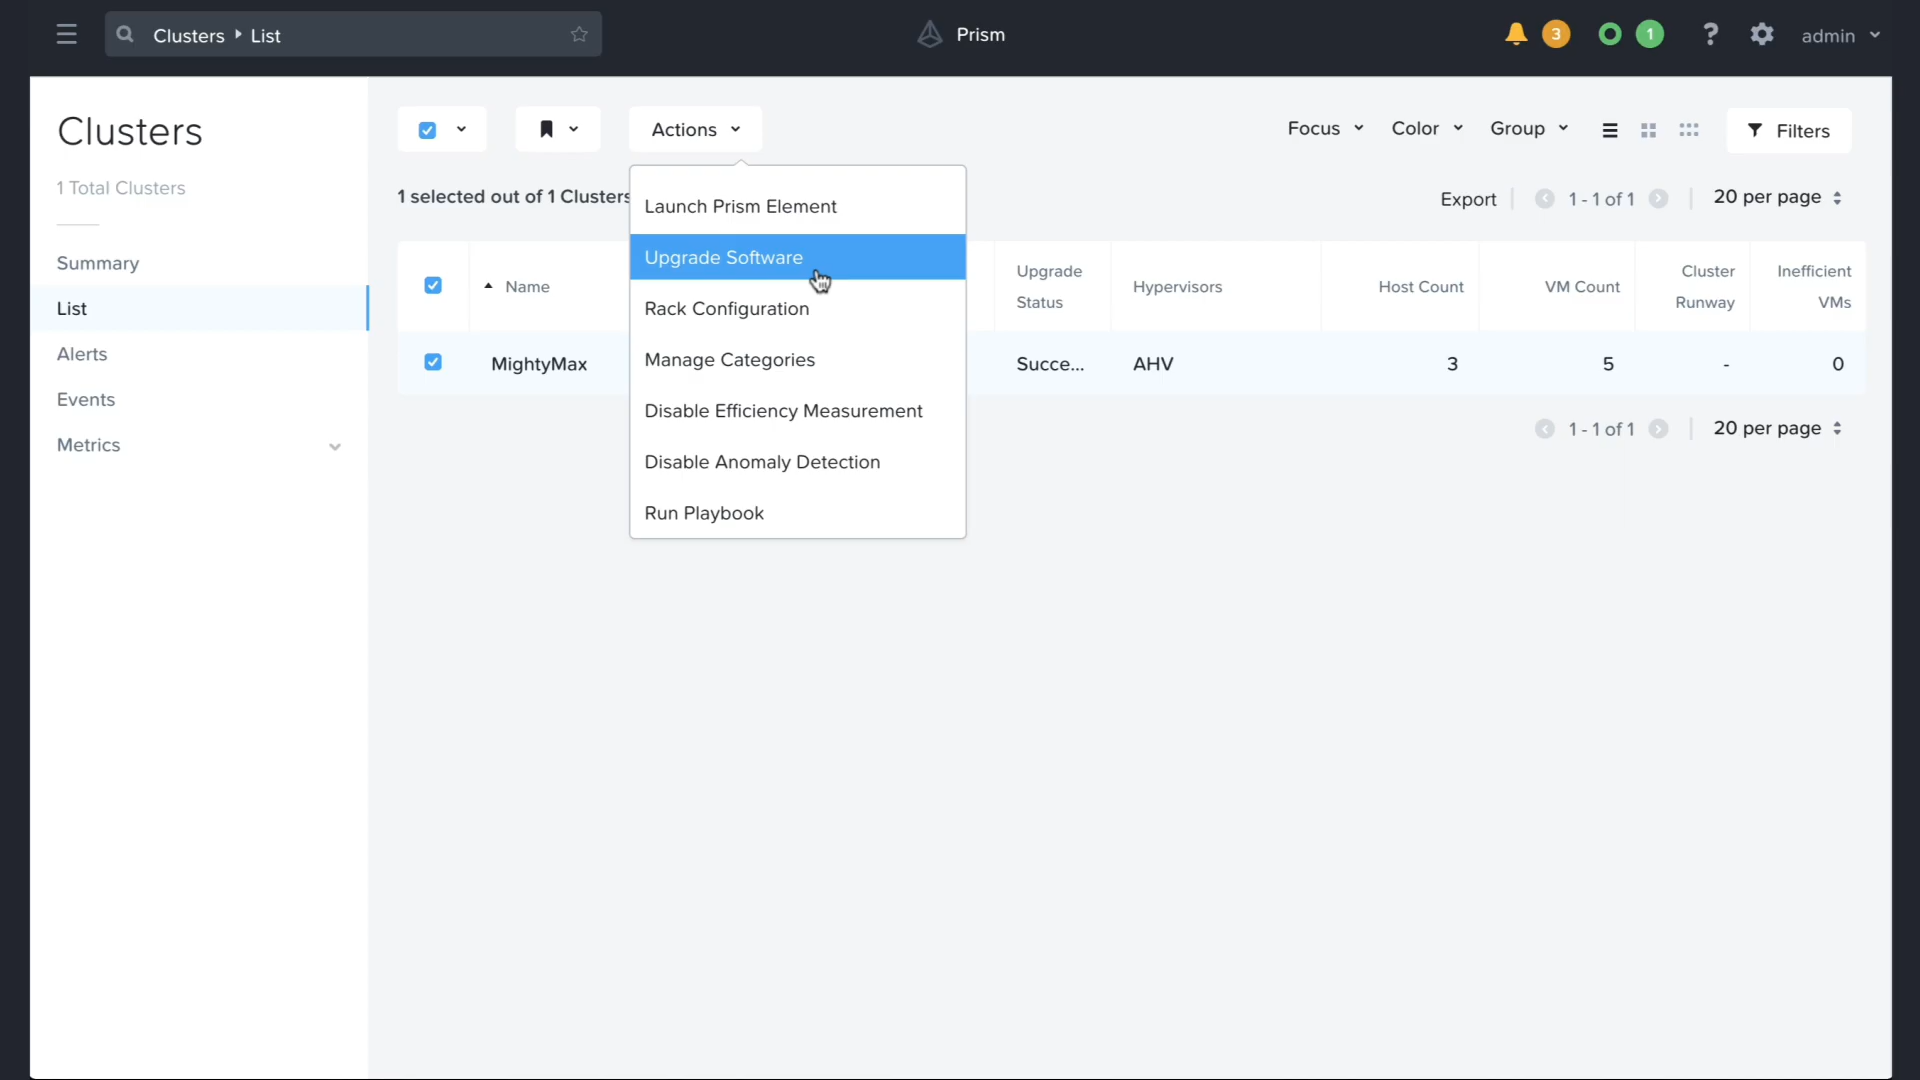 Clusters ▸ List
Prism
3
1
?
admin
Clusters
1 Total Clusters
Summary
List
Alerts
Events
Metrics
Actions
Focus
Color
Group
Filters
1 selected out of 1 Clusters
Export
1 - 1 of 1
20 per page
Launch Prism Element
Upgrade Software
Rack Configuration
Manage Categories
Disable Efficiency Measurement
Disable Anomaly Detection
Run Playbook
Name
Upgrade
Status
Hypervisors
Host Count
VM Count
Cluster
Runway
Inefficient
VMs
MightyMax
Succe...
AHV
3
5
-
0
1 - 1 of 1
20 per page